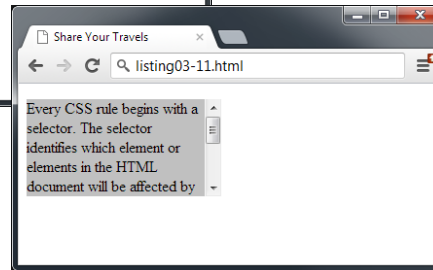 Share Your Travels
listing03-11.html
Every CSS rule begins with a
selector. The selector
identifies which element or
elements in the HTML
document will be affected by